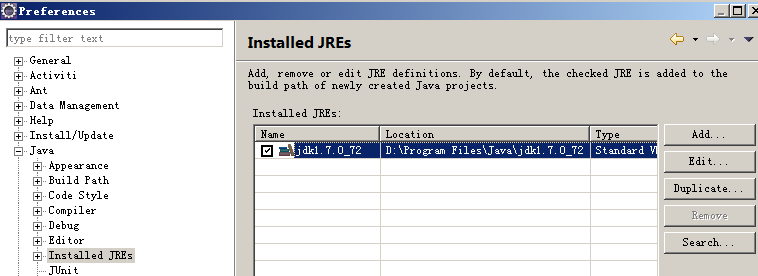 Preferences
type filter text
General
Activiti
Ant
Data Management
Help
Install/Update
Java
Appearance
Build Path
Code Style
Compiler
Debug
Editor
Installed JREs
JUnit
Installed JREs
Add, remove or edit JRE definitions. By default, the checked JRE is added to the
build path of newly created Java projects.
Installed JREs:
Name Location Type
jdk1.7.0_72 D:\Program Files\Java\jdk1.7.0_72 Standard V
Add...
Edit...
Duplicate...
Remove
Search...